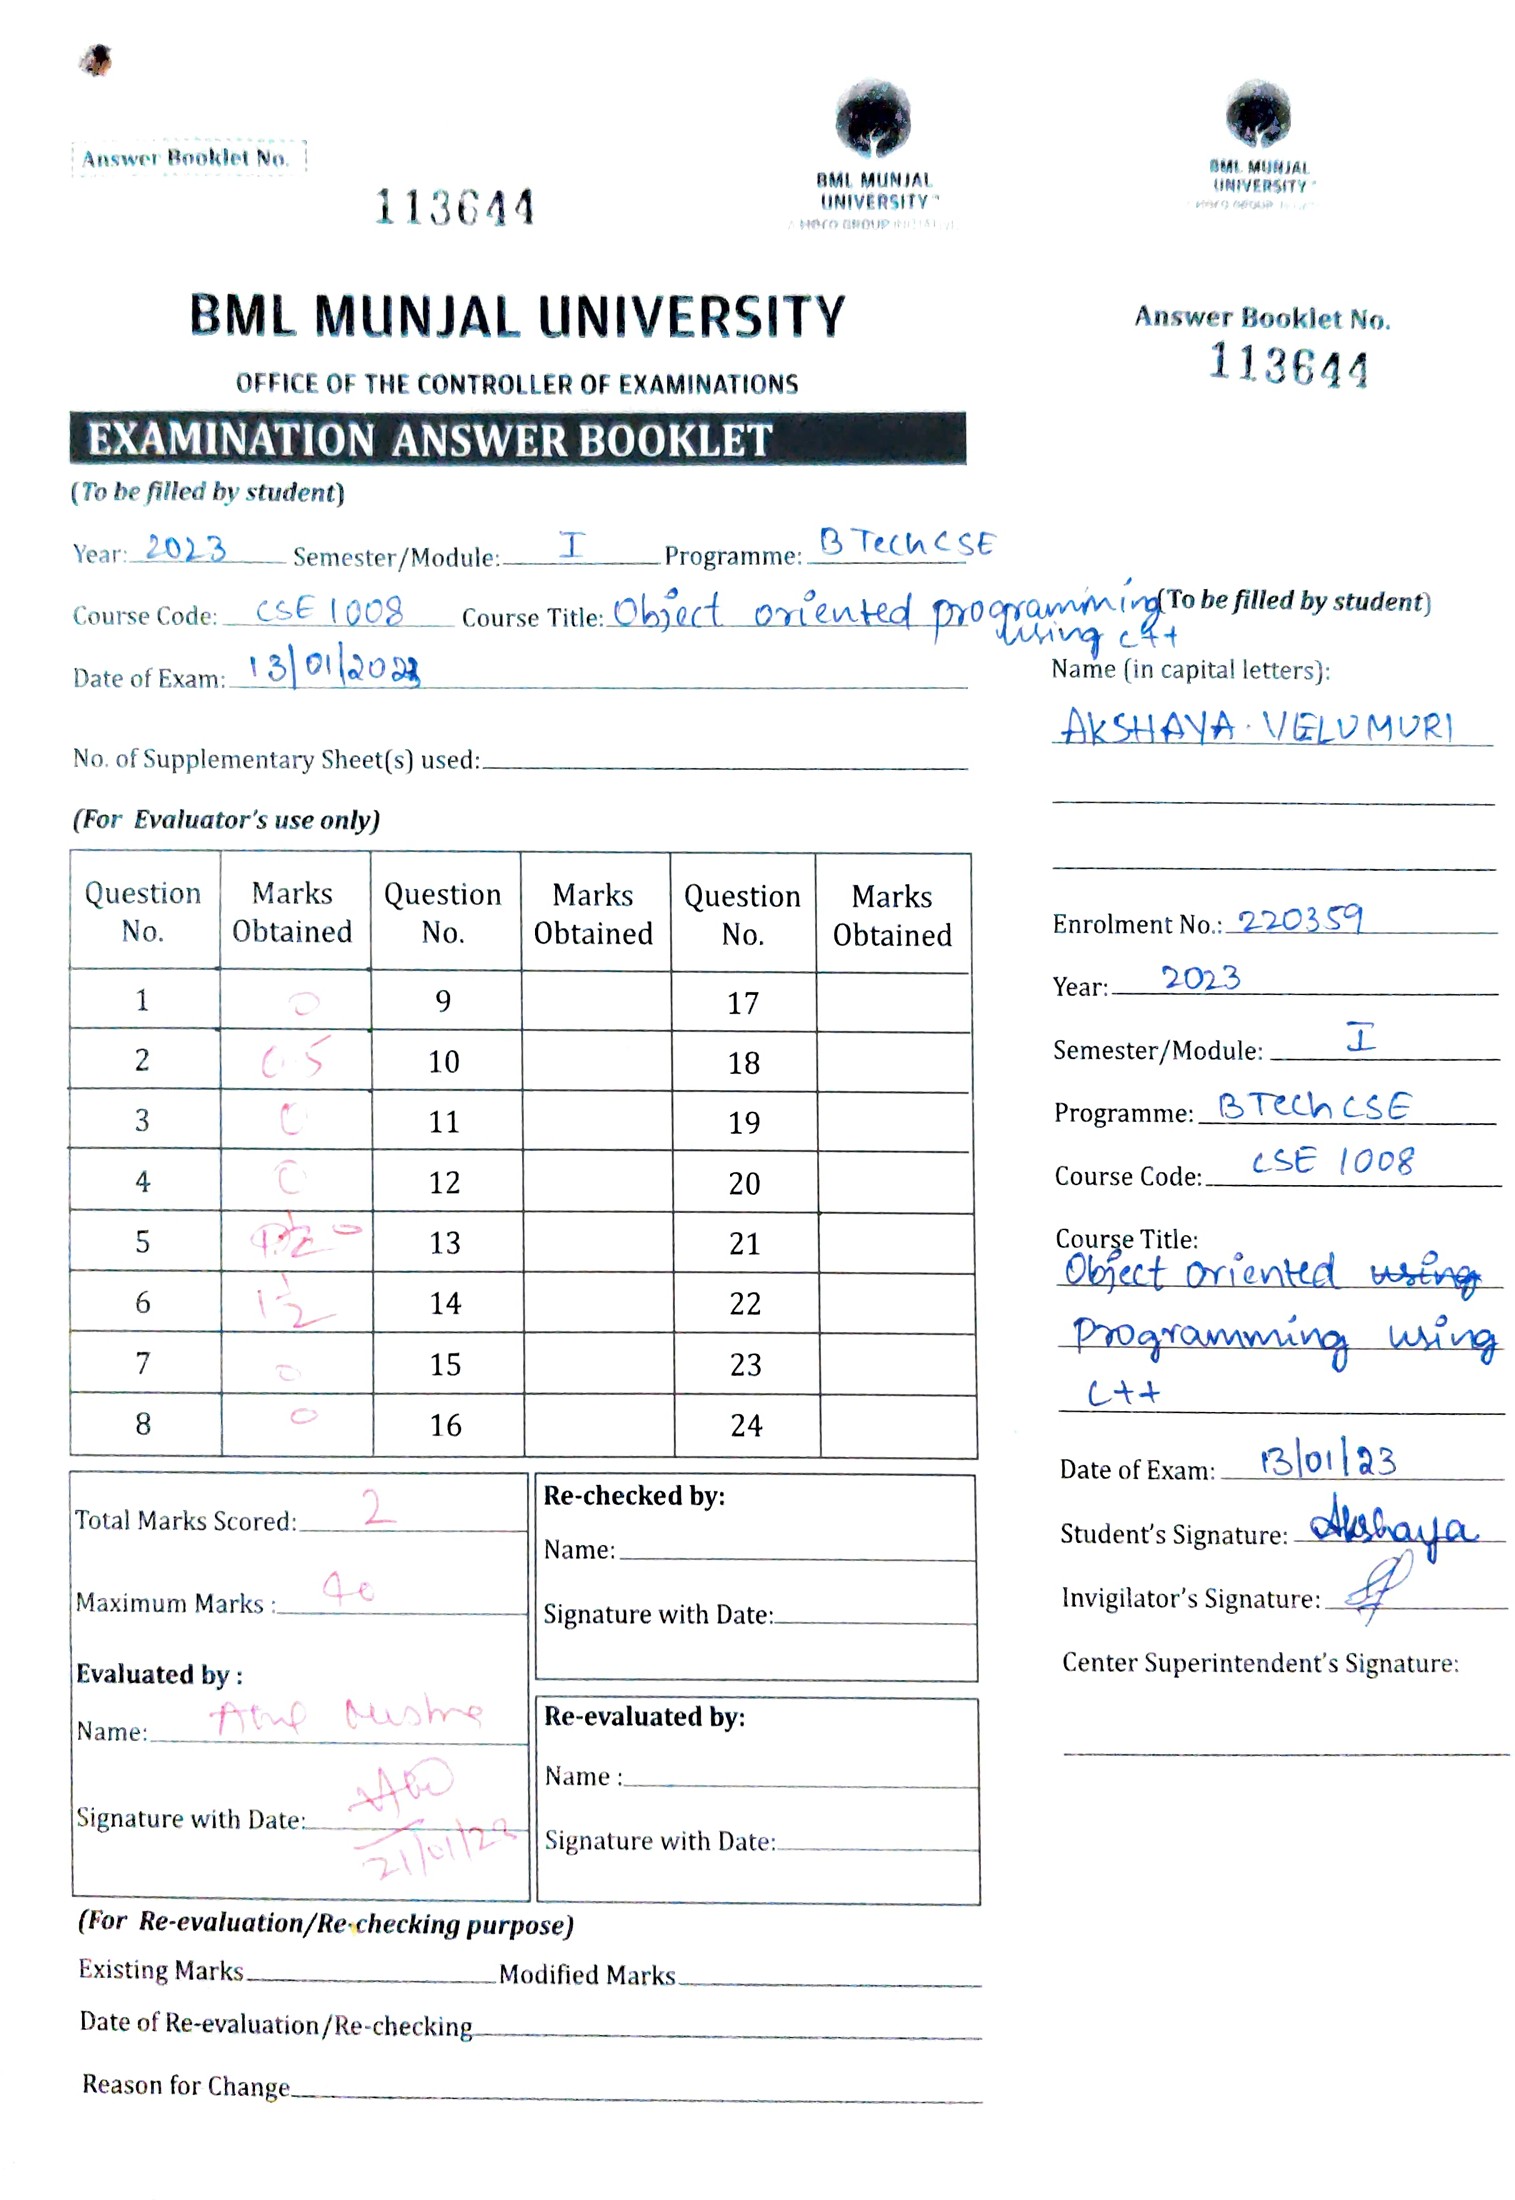 Answer Booklet No.
113644
BML MUNJAL
UNIVERSITY
A HERO GROUP INITIATIVE
BML MUNJAL
UNIVERSITY
HERO GROUP
BML MUNJAL UNIVERSITY
OFFICE OF THE CONTROLLER OF EXAMINATIONS
EXAMINATION ANSWER BOOKLET
(To be filled by student)
Year: 2023 Semester/Module: I Programme: B Tech CSE
Course Code: CSE 1008 Course Title: Object oriented programming
using c++
Date of Exam: 13/01/2023
No. of Supplementary Sheet(s) used:
(For Evaluator's use only)
Question No. Marks Obtained Question No. Marks Obtained Question No. Marks Obtained
1 0 9 17
2 0.5 10 18
3 0 11 19
4 0 12 20
5 0 13 21
6 1 1/2 14 22
7 0 15 23
8 0 16 24
Total Marks Scored: 2
Maximum Marks : 40
Evaluated by :
Name:
Signature with Date:
21/01/23
Re-checked by:
Name:
Signature with Date:
Re-evaluated by:
Name :
Signature with Date:
(For Re-evaluation/Re-checking purpose)
Existing Marks Modified Marks
Date of Re-evaluation/Re-checking
Reason for Change
Answer Booklet No.
113644
(To be filled by student)
Name (in capital letters):
AKSHAYA . VELUMURI
Enrolment No.: 220359
Year: 2023
Semester/Module: I
Programme: B Tech CSE
Course Code: CSE 1008
Course Title:
Object oriented using
programming using
C++
Date of Exam: 13/01/23
Student's Signature: Akshaya
Invigilator's Signature:
Center Superintendent's Signature: